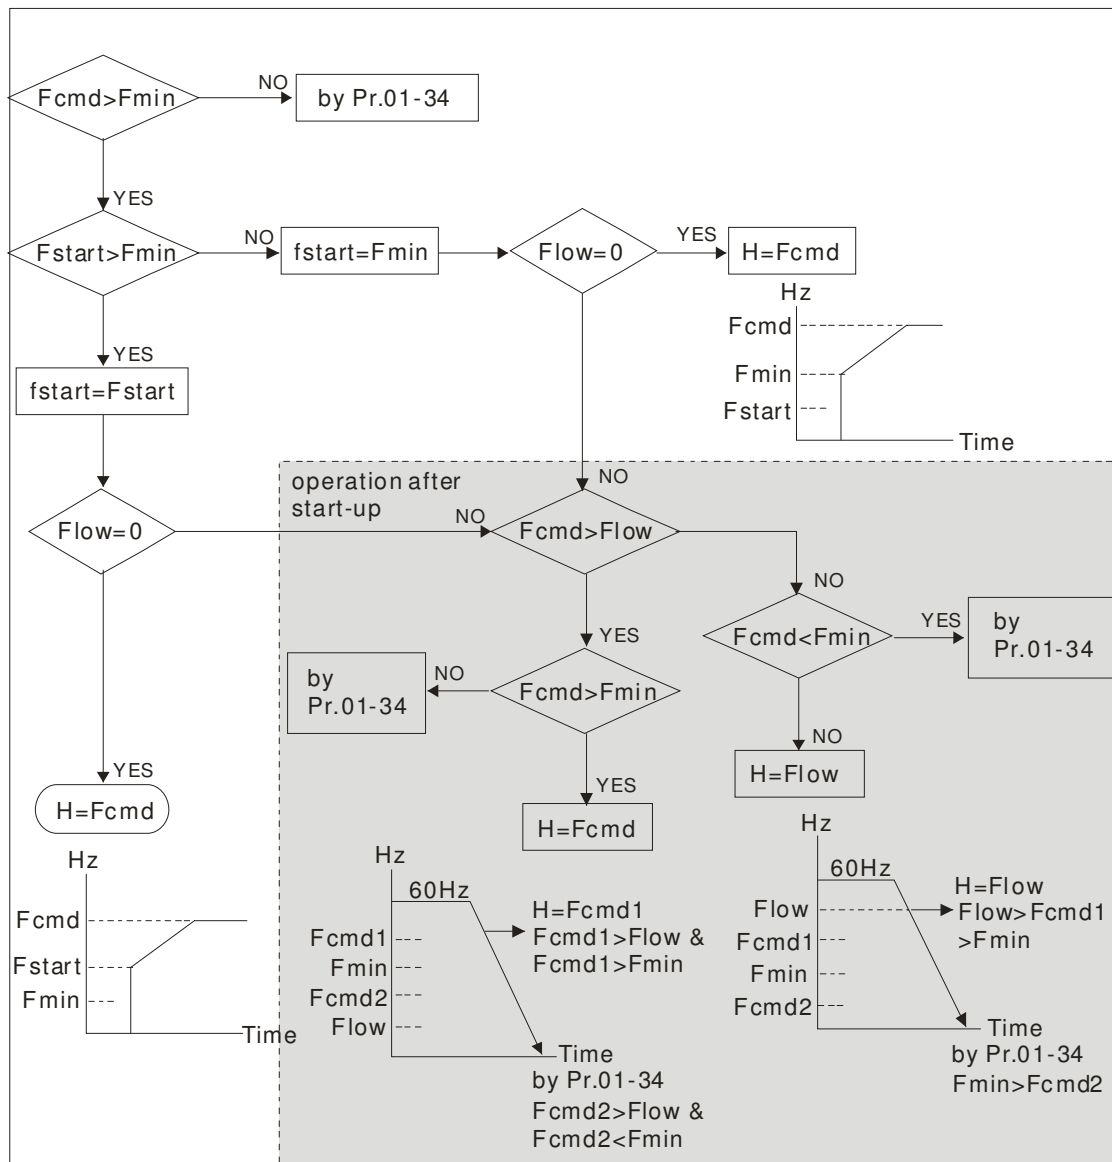 Fcmd>Fmin
NO
by Pr.01-34
YES
Fstart>Fmin
NO
fstart=Fmin
Flow=0
YES
H=Fcmd
Hz
Fcmd
Fmin
Fstart
Time
YES
fstart=Fstart
NO
operation after
start-up
Flow=0
NO
Fcmd>Flow
NO
YES
Fcmd<Fmin
YES
by
Pr.01-34
by
Pr.01-34
NO
Fcmd>Fmin
NO
H=Flow
YES
H=Fcmd
YES
H=Fcmd
Hz
Fcmd
Fstart
Fmin
Time
Hz
60Hz
H=Fcmd1
Fcmd1>Flow &
Fcmd1>Fmin
Fcmd1
Fmin
Fcmd2
Flow
Time
by Pr.01-34
Fcmd2>Flow &
Fcmd2<Fmin
Hz
60Hz
H=Flow
Flow>Fcmd1
>Fmin
Flow
Fcmd1
Fmin
Fcmd2
Time
by Pr.01-34
Fmin>Fcmd2